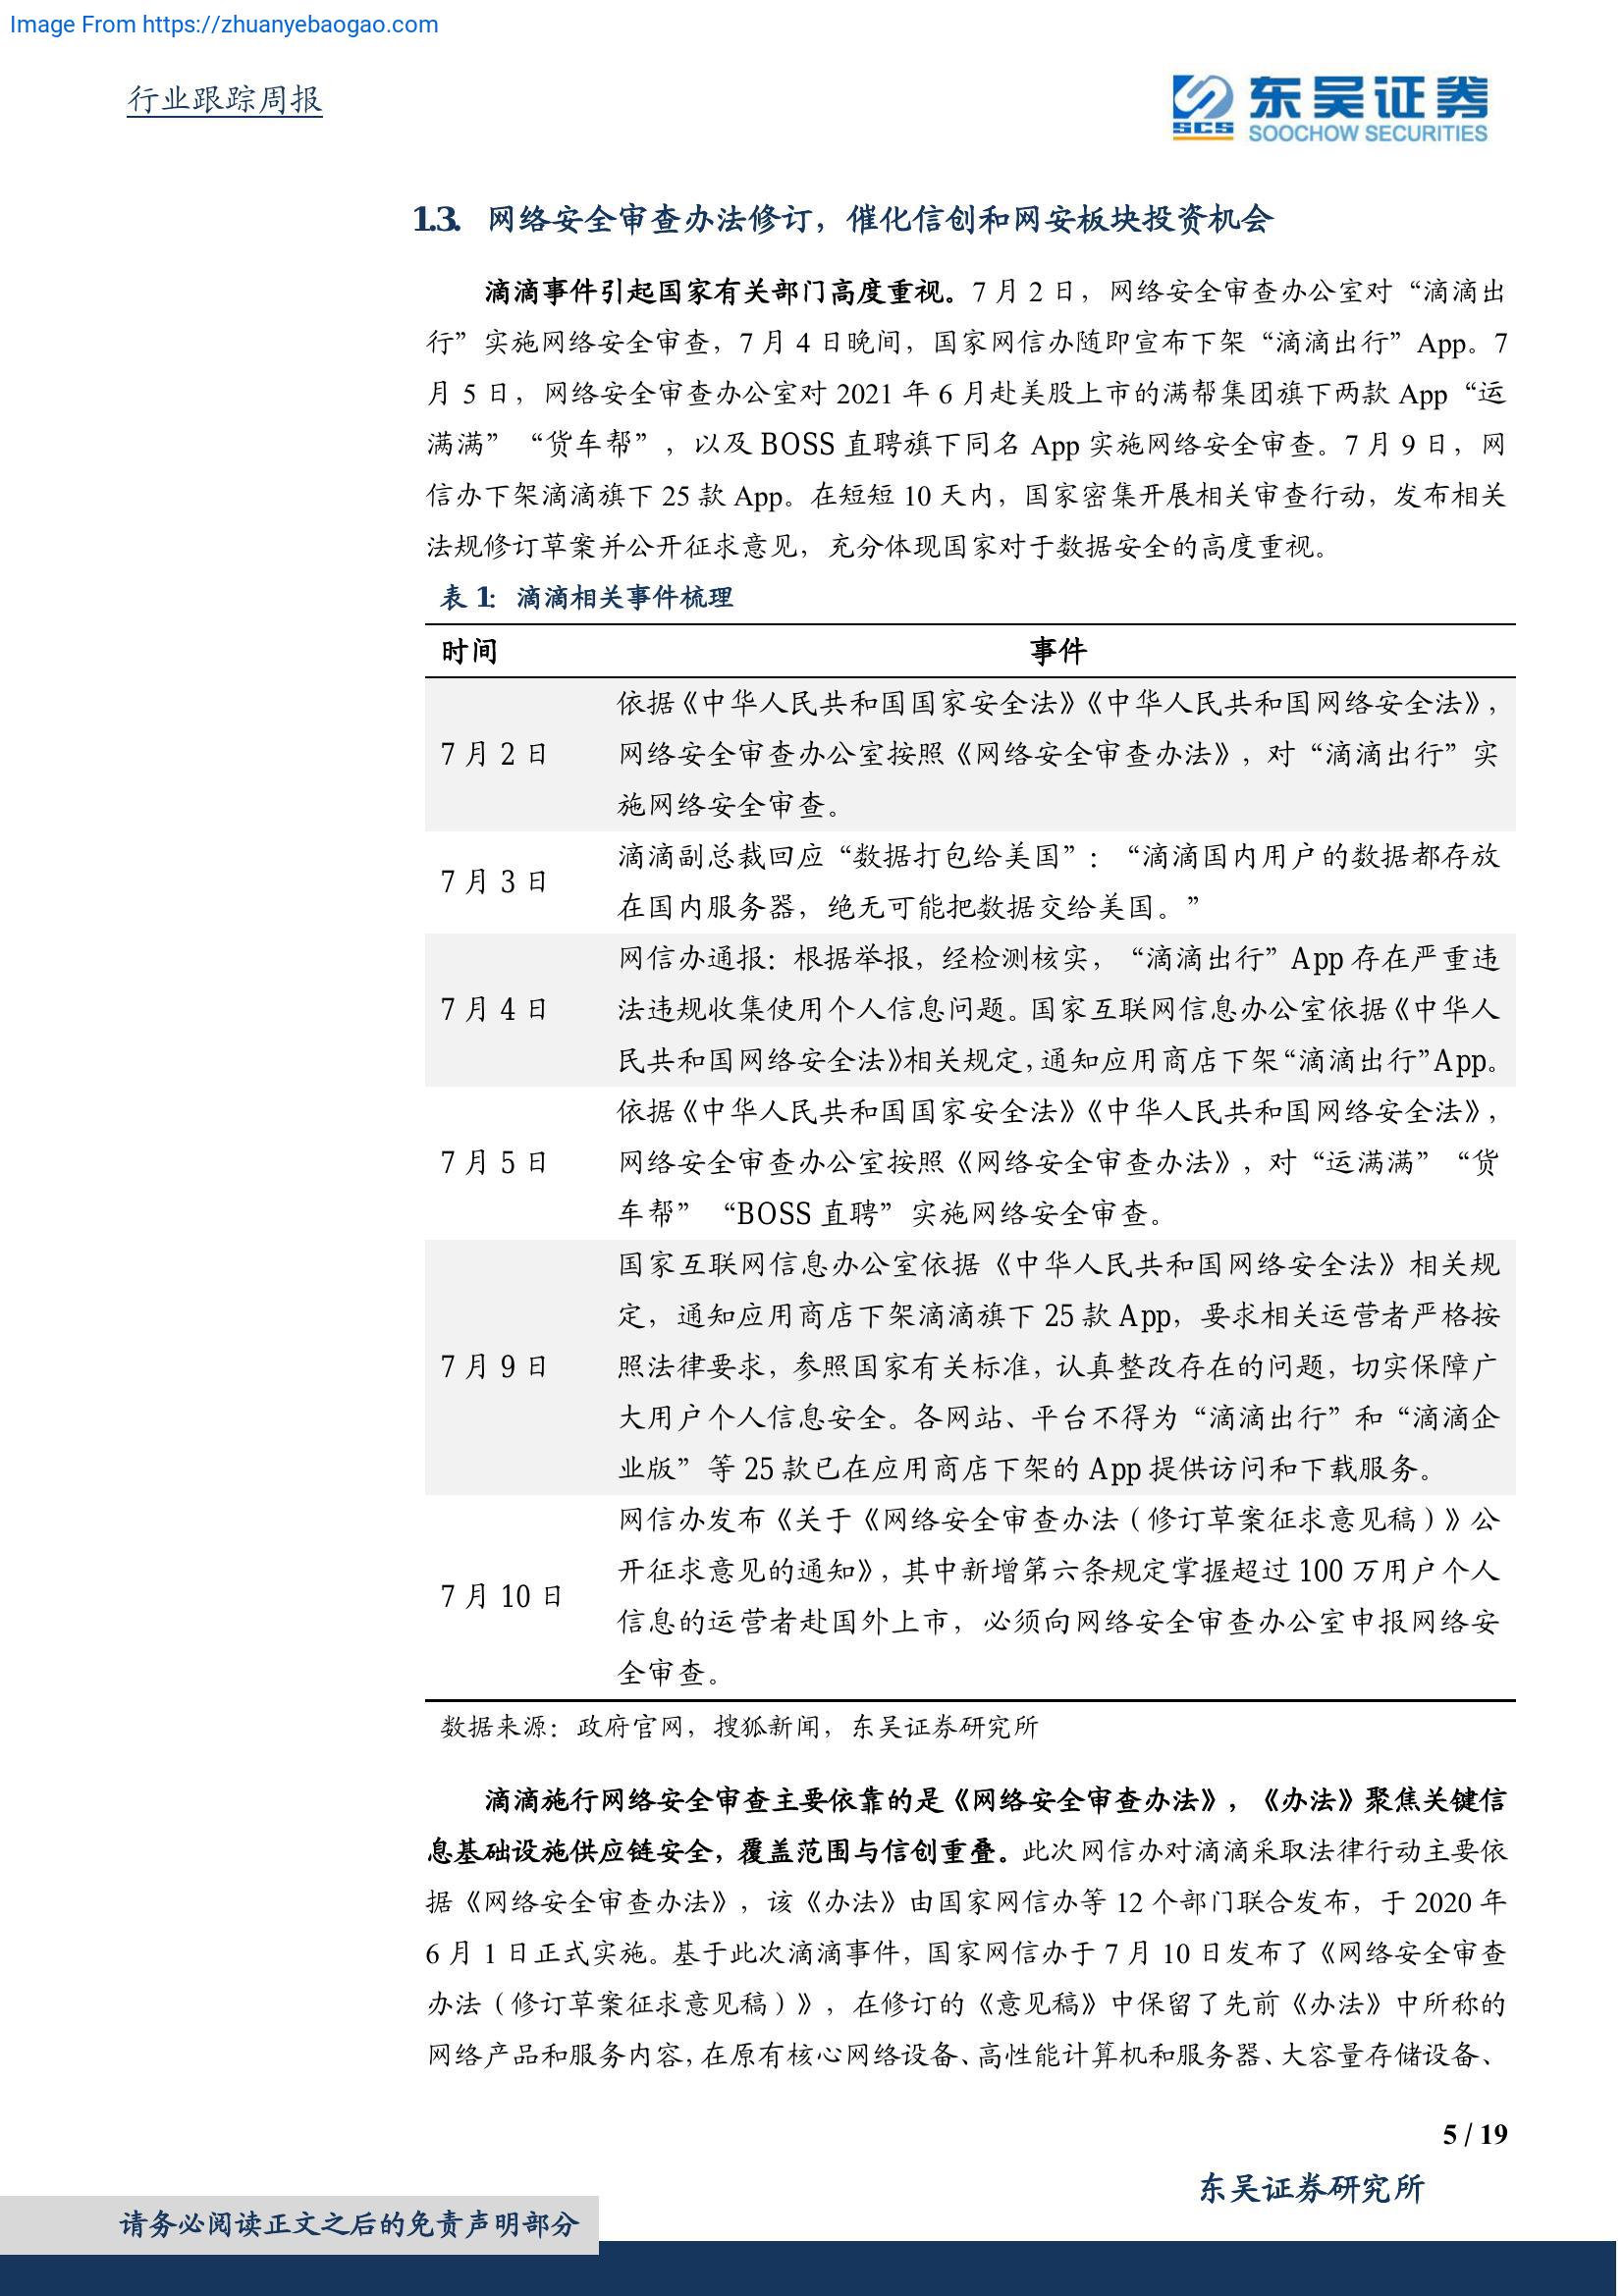 Image From https://zhuanyebaogao.com
行业跟踪周报
SCS
东吴证券
SOOCHOW SECURITIES
1.3. 网络安全审查办法修订，催化信创和网安板块投资机会
滴滴事件引起国家有关部门高度重视。7 月 2 日，网络安全审查办公室对“滴滴出
行”实施网络安全审查，7 月 4 日晚间，国家网信办随即宣布下架“滴滴出行”App。7
月 5 日，网络安全审查办公室对 2021 年 6 月赴美股上市的满帮集团旗下两款 App“运
满满”“货车帮”，以及 BOSS 直聘旗下同名 App 实施网络安全审查。7 月 9 日，网
信办下架滴滴旗下 25 款 App。在短短 10 天内，国家密集开展相关审查行动，发布相关
法规修订草案并公开征求意见，充分体现国家对于数据安全的高度重视。
表 1：滴滴相关事件梳理
时间 事件
依据《中华人民共和国国家安全法》《中华人民共和国网络安全法》，
7 月 2 日 网络安全审查办公室按照《网络安全审查办法》，对“滴滴出行”实
施网络安全审查。
7 月 3 日
滴滴副总裁回应“数据打包给美国”：“滴滴国内用户的数据都存放
在国内服务器，绝无可能把数据交给美国。”
网信办通报：根据举报，经检测核实，“滴滴出行”App 存在严重违
7 月 4 日 法违规收集使用个人信息问题。国家互联网信息办公室依据《中华人
民共和国网络安全法》相关规定，通知应用商店下架“滴滴出行”App。
依据《中华人民共和国国家安全法》《中华人民共和国网络安全法》，
7 月 5 日 网络安全审查办公室按照《网络安全审查办法》，对“运满满”“货
车帮”“BOSS 直聘”实施网络安全审查。
国家互联网信息办公室依据《中华人民共和国网络安全法》相关规
定，通知应用商店下架滴滴旗下 25 款 App，要求相关运营者严格按
7 月 9 日 照法律要求，参照国家有关标准，认真整改存在的问题，切实保障广
大用户个人信息安全。各网站、平台不得为“滴滴出行”和“滴滴企
业版”等 25 款已在应用商店下架的 App 提供访问和下载服务。
7 月 10 日
网信办发布《关于《网络安全审查办法（修订草案征求意见稿）》公
开征求意见的通知》，其中新增第六条规定掌握超过 100 万用户个人
信息的运营者赴国外上市，必须向网络安全审查办公室申报网络安
全审查。
数据来源：政府官网，搜狐新闻，东吴证券研究所
滴滴施行网络安全审查主要依靠的是《网络安全审查办法》，《办法》聚焦关键信
息基础设施供应链安全，覆盖范围与信创重叠。此次网信办对滴滴采取法律行动主要依
据《网络安全审查办法》，该《办法》由国家网信办等 12 个部门联合发布，于 2020 年
6 月 1 日正式实施。基于此次滴滴事件，国家网信办于 7 月 10 日发布了《网络安全审查
办法（修订草案征求意见稿）》，在修订的《意见稿》中保留了先前《办法》中所称的
网络产品和服务内容，在原有核心网络设备、高性能计算机和服务器、大容量存储设备、
5 / 19
东吴证券研究所
请务必阅读正文之后的免责声明部分